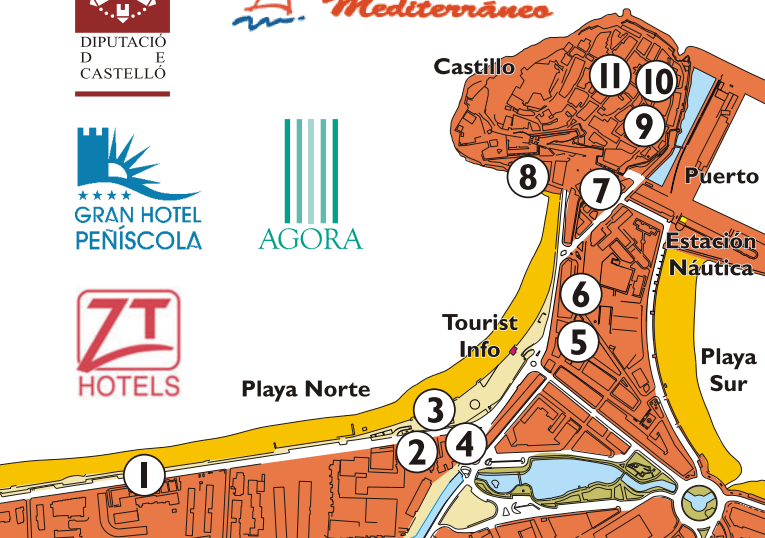 Mediterráneo
DIPUTACIÓ
D E
CASTELLÓ
Castillo
11
10
9
GRAN HOTEL
PEÑÍSCOLA
AGORA
8
7
Puerto
Estación
Náutica
6
Tourist
Info
5
Playa
Sur
ZT
HOTELS
Playa Norte
3
2
4
1